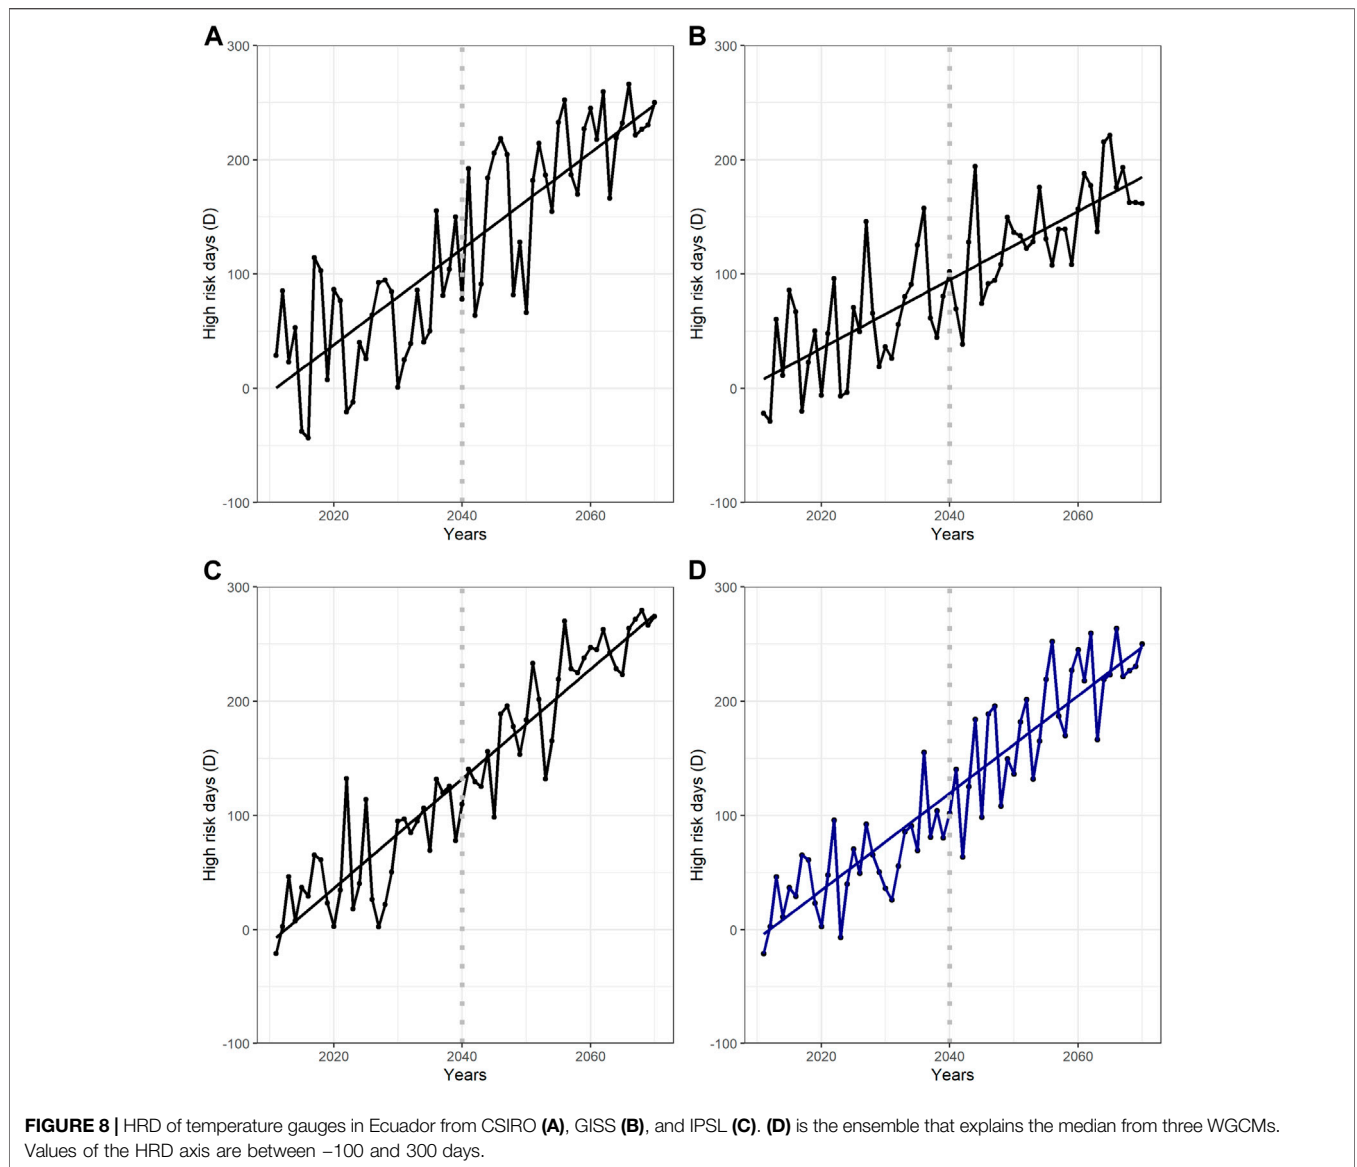 A
300
200
100
0
-100
High risk days (D)
2020
2040
2060
Years
B
300
200
100
0
-100
High risk days (D)
2020
2040
2060
Years
C
300
200
100
0
-100
High risk days (D)
2020
2040
2060
Years
D
300
200
100
0
-100
High risk days (D)
2020
2040
2060
Years
FIGURE 8 | HRD of temperature gauges in Ecuador from CSIRO (A), GISS (B), and IPSL (C). (D) is the ensemble that explains the median from three WGCMs.
Values of the HRD axis are between −100 and 300 days.